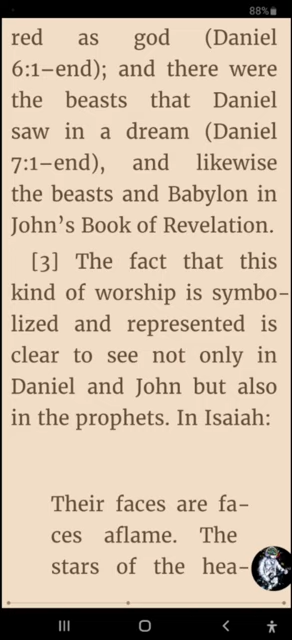 88%
red as god (Daniel
6:1–end); and there were
the beasts that Daniel
saw in a dream (Daniel
7:1–end), and likewise
the beasts and Babylon in
John’s Book of Revelation.
[3] The fact that this
kind of worship is symbo-
lized and represented is
clear to see not only in
Daniel and John but also
in the prophets. In Isaiah:
Their faces are fa-
ces aflame. The
stars of the hea-